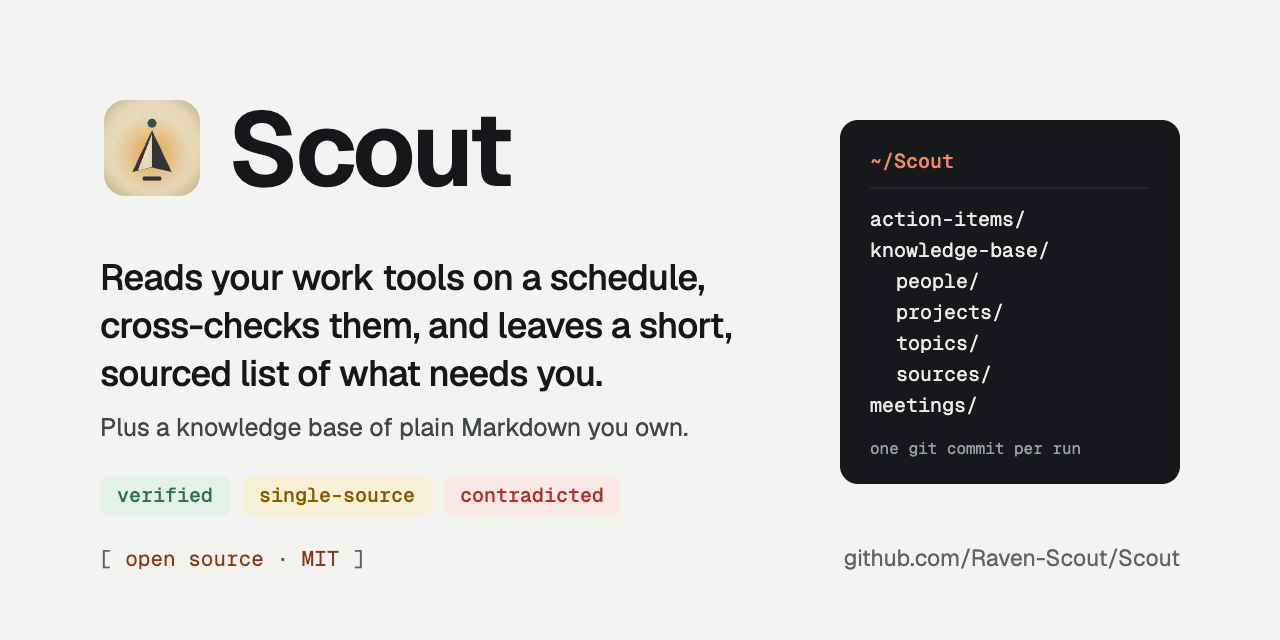 Scout
Reads your work tools on a schedule,
cross-checks them, and leaves a short,
sourced list of what needs you.
Plus a knowledge base of plain Markdown you own.
verified
single-source
contradicted
[ open source · MIT ]
~/Scout
action-items/
knowledge-base/
people/
projects/
topics/
sources/
meetings/
one git commit per run
github.com/Raven-Scout/Scout